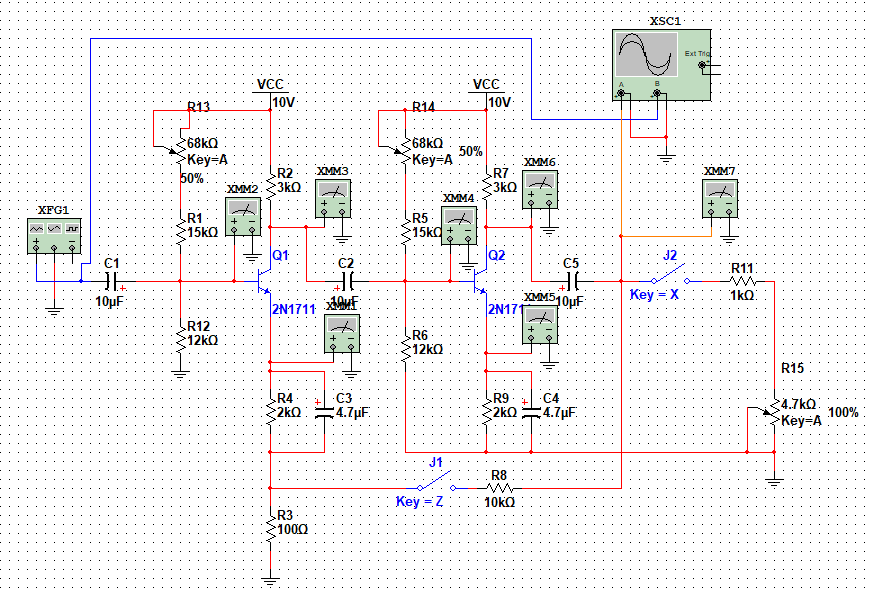 XSC1
Ext Trig
A
B
VCC
10V
VCC
10V
R13
68kΩ
Key=A
50%
R14
68kΩ
Key=A
50%
R2
3kΩ
XMM3
XMM2
R7
3kΩ
XMM6
XMM4
XMM7
XFG1
R1
15kΩ
R5
15kΩ
Q1
2N1711
Q2
C1
10µF
C2
10µF
C5
10µF
XMM5
J2
Key = X
R11
1kΩ
R12
12kΩ
R6
12kΩ
R15
4.7kΩ
Key=A
100%
R4
2kΩ
C3
4.7µF
R9
2kΩ
C4
4.7µF
J1
Key = Z
R8
10kΩ
R3
100Ω